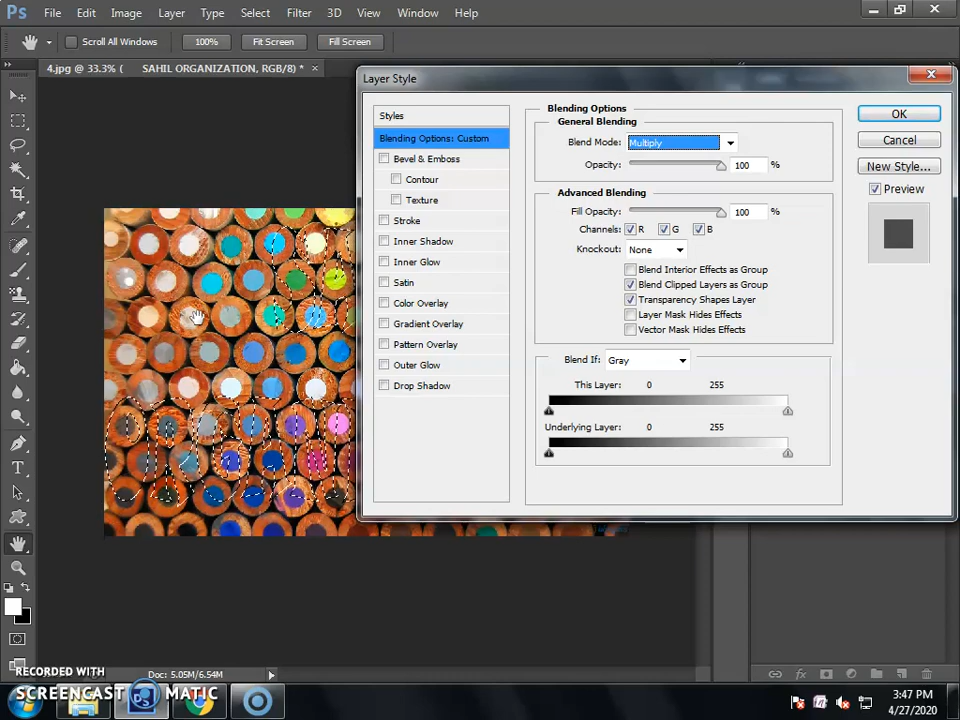 Ps File Edit Image Layer Type Select Filter 3D View Window Help
Scroll All Windows 100% Fit Screen Fill Screen
4.jpg @ 33.3% ( SAHIL ORGANIZATION, RGB/8) * ×
Layer Style
Styles
Blending Options: Custom
Bevel & Emboss
Contour
Texture
Stroke
Inner Shadow
Inner Glow
Satin
Color Overlay
Gradient Overlay
Pattern Overlay
Outer Glow
Drop Shadow
Blending Options
General Blending
Blend Mode: Multiply
Opacity: 100 %
Advanced Blending
Fill Opacity: 100 %
Channels: R G B
Knockout: None
Blend Interior Effects as Group
Blend Clipped Layers as Group
Transparency Shapes Layer
Layer Mask Hides Effects
Vector Mask Hides Effects
Blend If: Gray
This Layer: 0 255
Underlying Layer: 0 255
OK
Cancel
New Style...
Preview
Doc: 5.05M/6.54M
RECORDED WITH
SCREENCAST MATIC
3:47 PM
4/27/2020